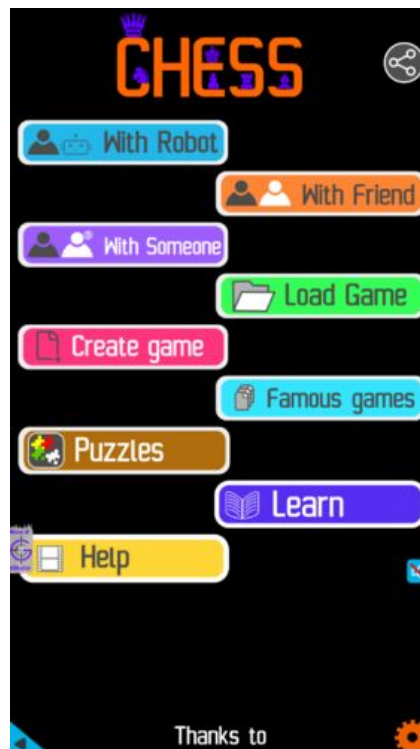 CHESS
With Robot
With Friend
With Someone
Load Game
Create game
Famous games
Puzzles
Learn
Help
Thanks to